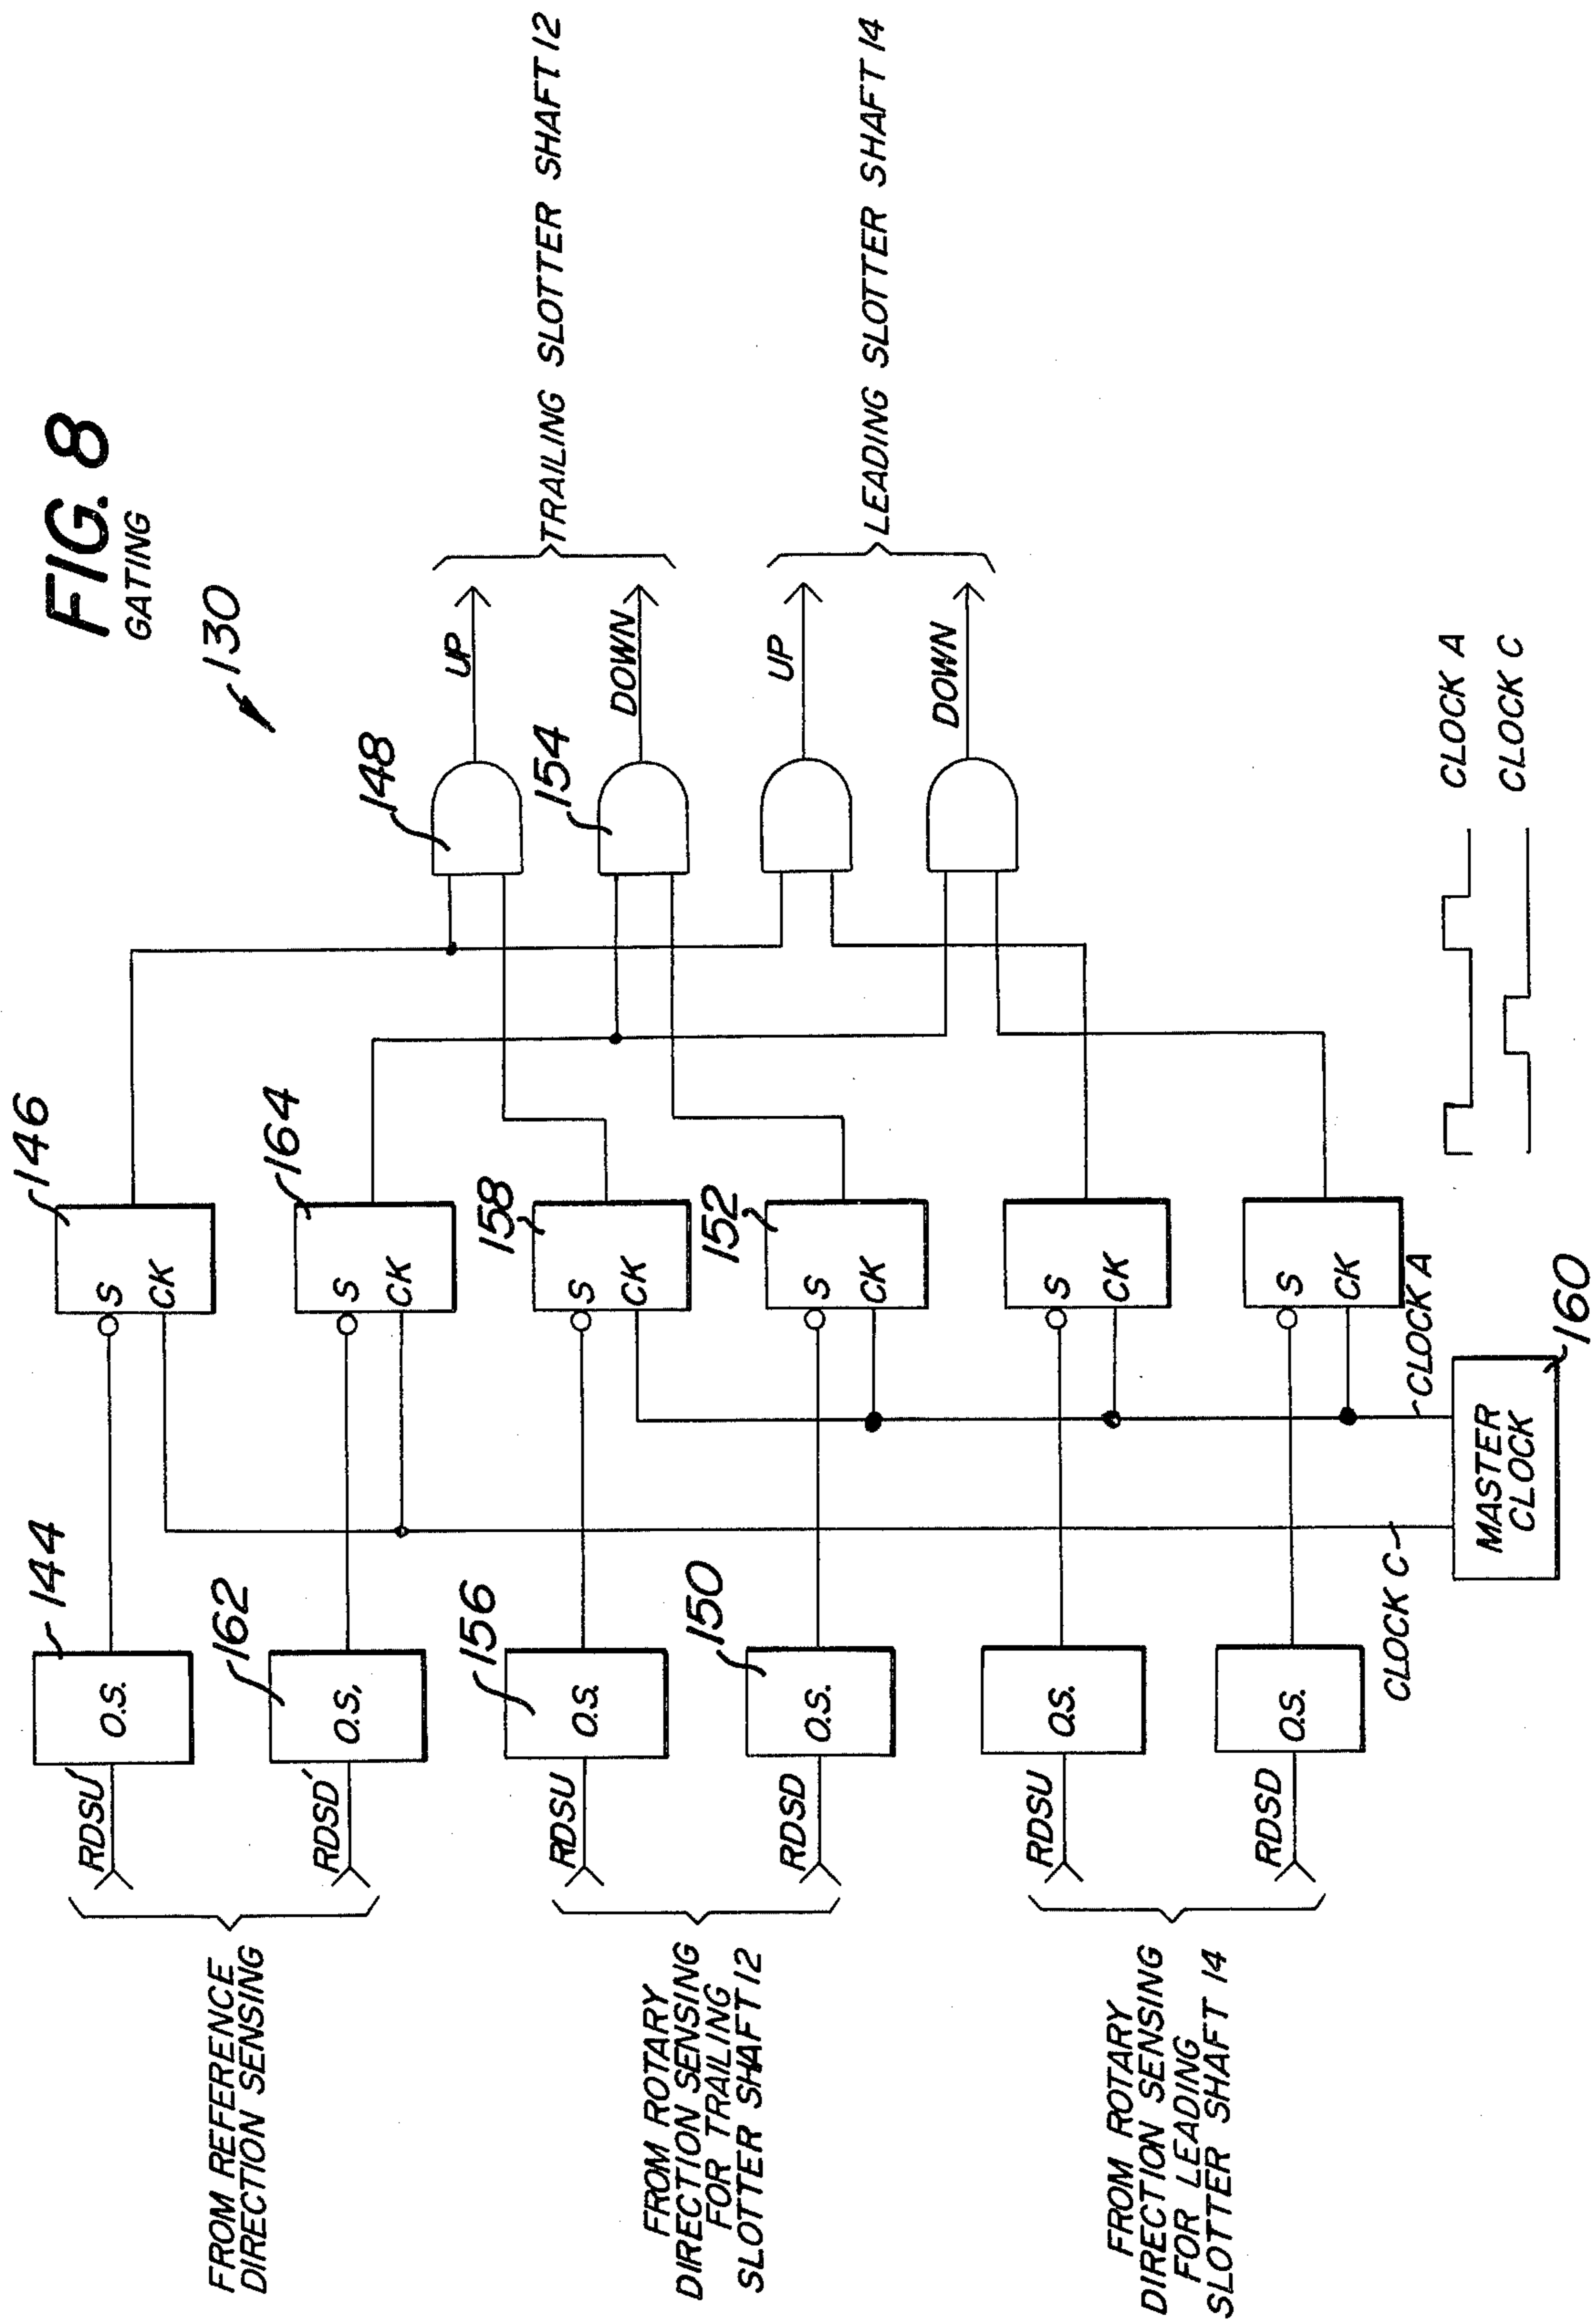 FIG. 8
GATING
130
FROM REFERENCE
DIRECTION SENSING
RDSU'
144
O.S.
146
S
CK
RDSD'
162
O.S.
164
S
CK
FROM ROTARY
DIRECTION SENSING
FOR TRAILING
SLOTTER SHAFT 12
RDSU
156
O.S.
158
S
CK
RDSD
150
O.S.
152
S
CK
FROM ROTARY
DIRECTION SENSING
FOR LEADING
SLOTTER SHAFT 14
RDSU
O.S.
S
CK
RDSD
O.S.
S
CK
148
UP
154
DOWN
TRAILING SLOTTER SHAFT 12
UP
DOWN
LEADING SLOTTER SHAFT 14
CLOCK C
CLOCK A
MASTER
CLOCK
160
CLOCK A
CLOCK C